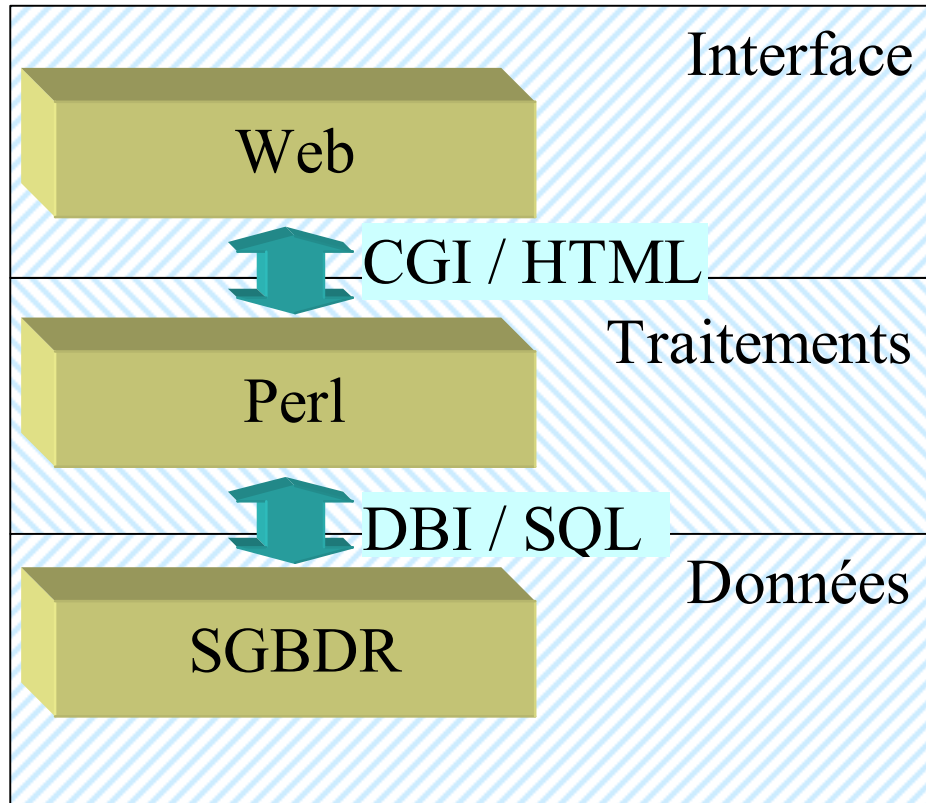 Interface
Web
CGI / HTML
Traitements
Perl
DBI / SQL
Données
SGBDR